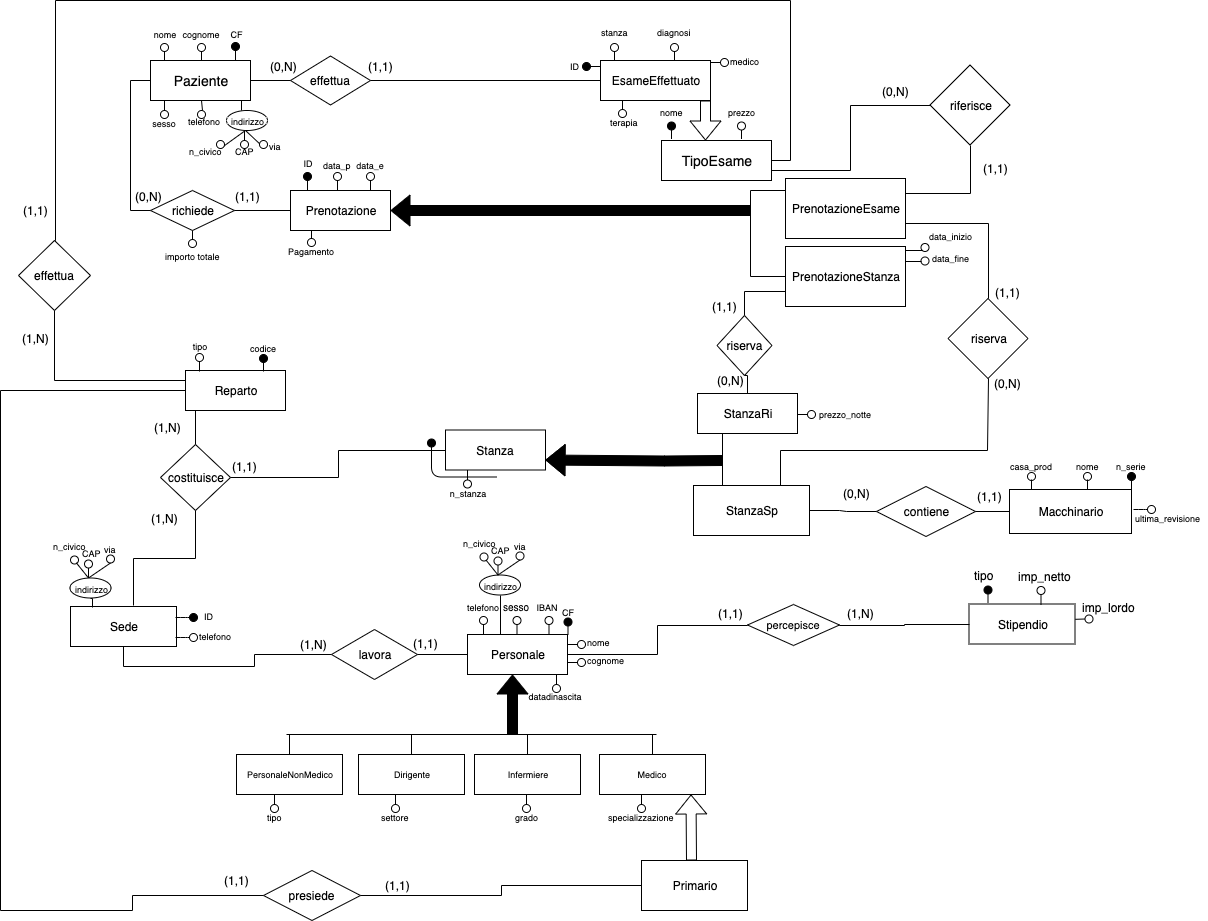 nome cognome CF
Paziente
sesso telefono indirizzo
n_civico CAP via
(0,N) effettua (1,1)
stanza diagnosi
ID EsameEffettuato medico
terapia
nome prezzo
TipoEsame
(0,N) riferisce
(1,1)
ID data_p data_e
(0,N) richiede (1,1) Prenotazione
importo totale
Pagamento
PrenotazioneEsame
data_inizio
PrenotazioneStanza data_fine
(1,1)
effettua
(1,N)
(1,1)
riserva
(0,N)
(1,1)
riserva
(0,N)
tipo codice
Reparto
StanzaRi prezzo_notte
(1,N)
costituisce (1,1)
(1,N)
Stanza
n_stanza
StanzaSp (0,N) contiene (1,1)
casa_prod nome n_serie
Macchinario
ultima_revisione
n_civico CAP via
indirizzo
Sede ID
telefono
(1,N) lavora (1,1)
n_civico CAP via
indirizzo
telefono sesso IBAN CF
Personale nome
cognome
datadinascita
(1,1) percepisce (1,N)
tipo imp_netto
Stipendio imp_lordo
PersonaleNonMedico Dirigente Infermiere Medico
tipo settore grado specializzazione
(1,1) presiede (1,1) Primario